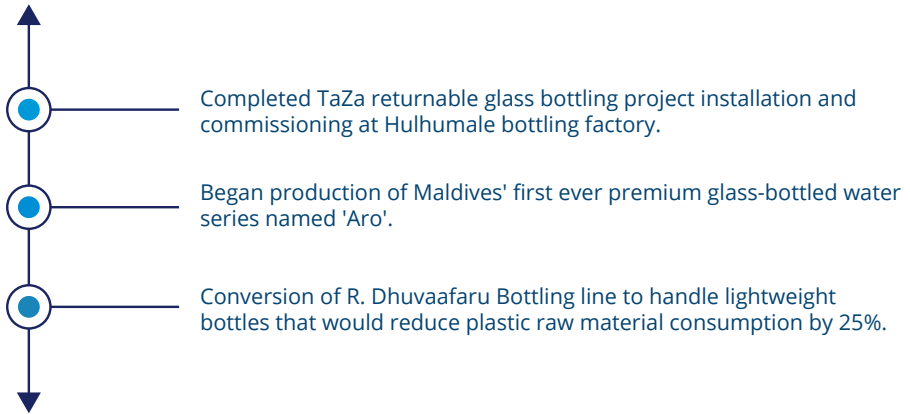 Completed TaZa returnable glass bottling project installation and
commissioning at Hulhumale bottling factory.
Began production of Maldives' first ever premium glass-bottled water
series named 'Aro'.
Conversion of R. Dhuvaafaru Bottling line to handle lightweight
bottles that would reduce plastic raw material consumption by 25%.